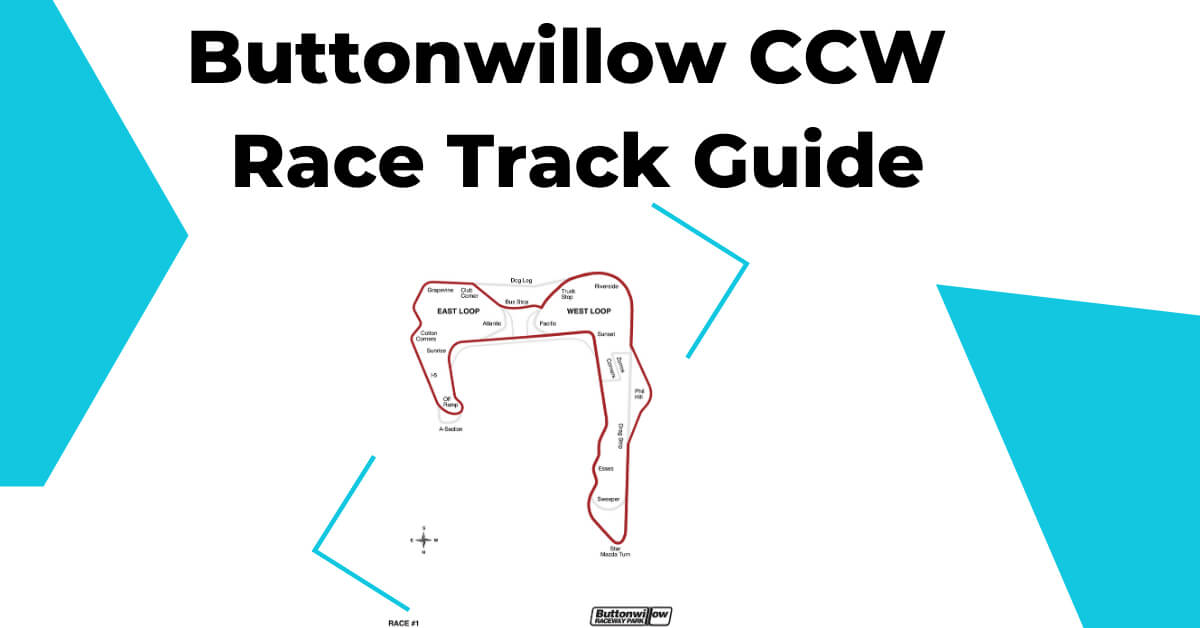 Buttonwillow CCW
Race Track Guide
Dog Leg
Grapevine
Club
Corner
Truck
Stop
Riverside
Bus Stop
EAST LOOP
WEST LOOP
Atlantic
Pacific
Cotton
Corners
Sunset
Sunrise
I-5
Phil
Hill
Off
Ramp
A-Section
Drag Strip
Esses
Sweeper
Star
Mazda Turn
S
E
W
N
Buttonwillow
RACEWAY PARK
RACE #1